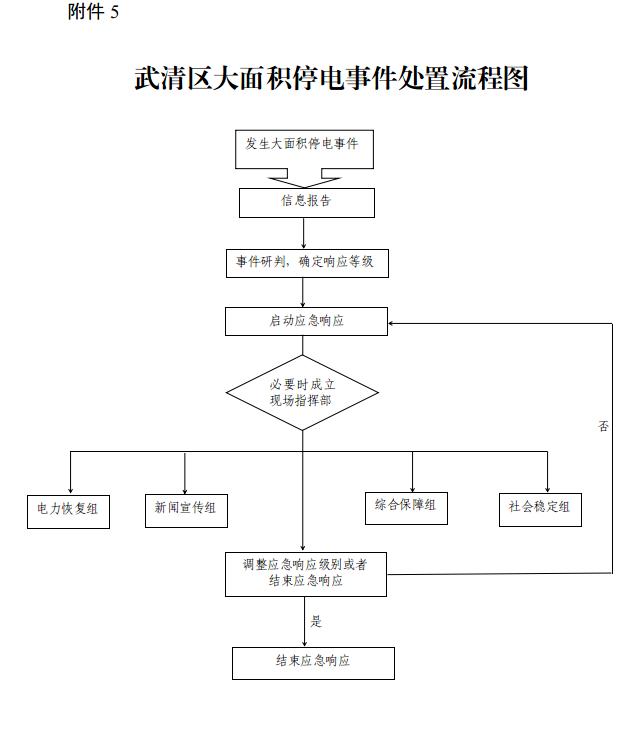 附件 5
武清区大面积停电事件处置流程图
发生大面积停电事件
信息报告
事件研判，确定响应等级
启动应急响应
必要时成立
现场指挥部
否
电力恢复组
新闻宣传组
综合保障组
社会稳定组
调整应急响应级别或者
结束应急响应
是
结束应急响应